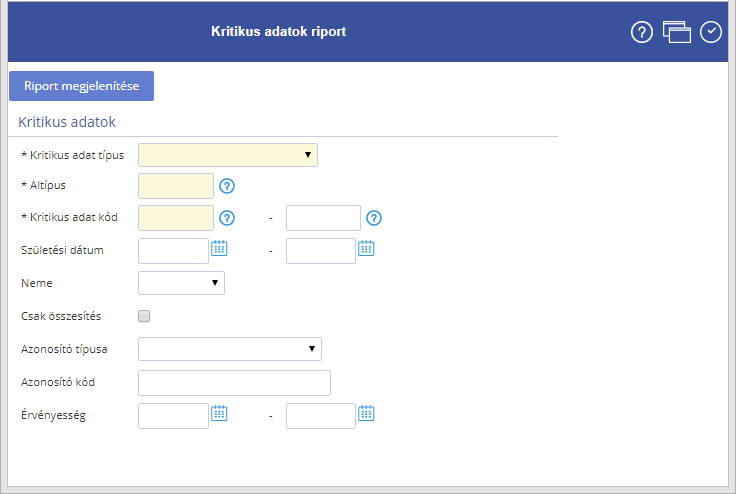 Kritikus adatok riport
Riport megjelenítése
Kritikus adatok
* Kritikus adat típus
* Altípus
* Kritikus adat kód -
Születési dátum -
Neme
Csak összesítés
Azonosító típusa
Azonosító kód
Érvényesség -